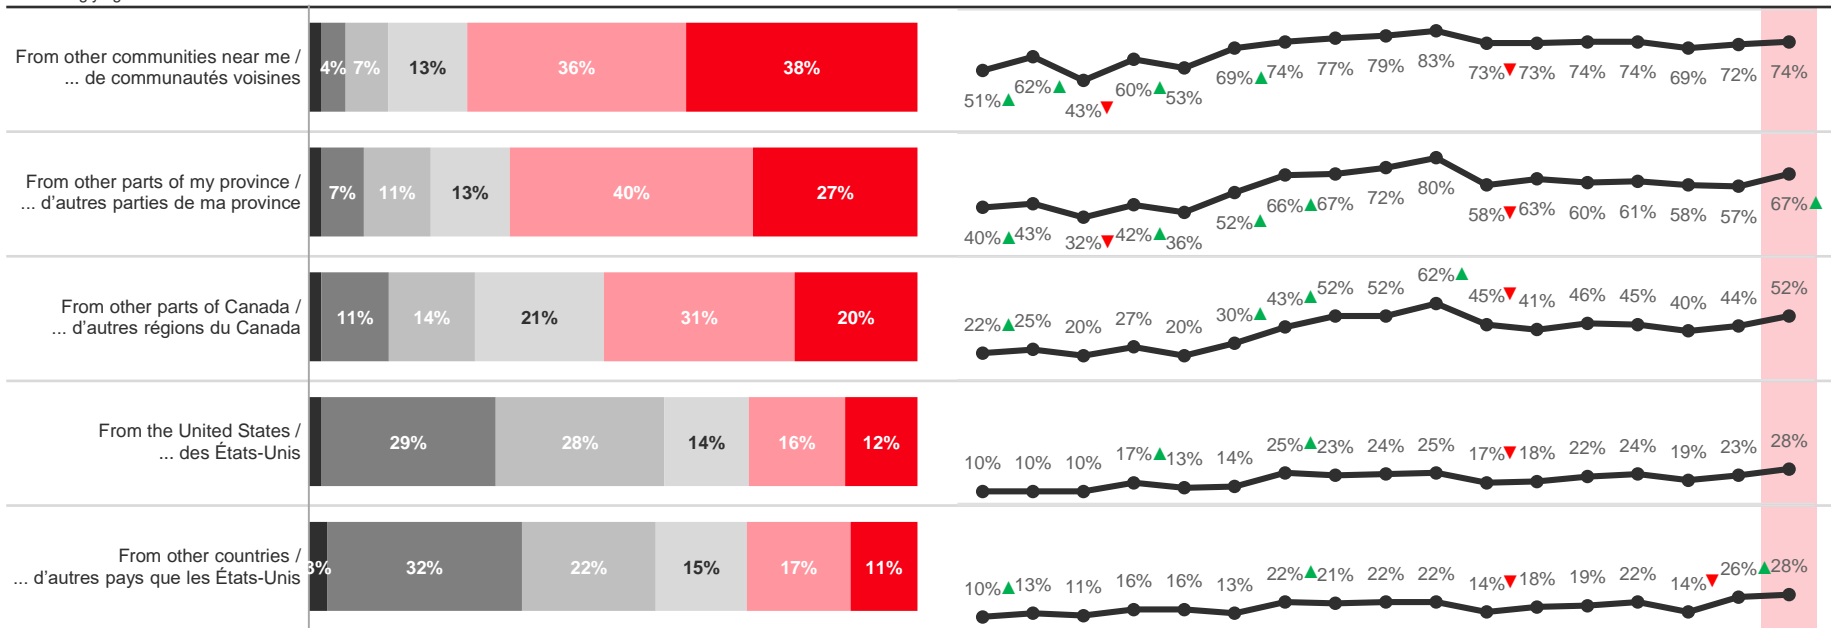 From other communities near me /
... de communautés voisines
4% 7% 13% 36% 38%
51%▲ 62%▲ 43%▼ 60%▲ 53% 69%▲ 74% 77% 79% 83% 73%▼ 73% 74% 74% 69% 72% 74%
From other parts of my province /
... d'autres parties de ma province
7% 11% 13% 40% 27%
40%▲ 43% 32%▼ 42%▲ 36% 52%▲ 66%▲ 67% 72% 80% 58%▼ 63% 60% 61% 58% 57% 67%▲
From other parts of Canada /
... d'autres régions du Canada
11% 14% 21% 31% 20%
22%▲ 25% 20% 27% 20% 30%▲ 43%▲ 52% 52% 62%▲ 45%▼ 41% 46% 45% 40% 44% 52%
From the United States /
... des États-Unis
29% 28% 14% 16% 12%
10% 10% 10% 17%▲ 13% 14% 25%▲ 23% 24% 25% 17%▼ 18% 22% 24% 19% 23% 28%
From other countries /
... d'autres pays que les États-Unis
3% 32% 22% 15% 17% 11%
10%▲ 13% 11% 16% 16% 13% 22%▲ 21% 22% 22% 14%▼ 18% 19% 22% 14%▼ 26%▲ 28%